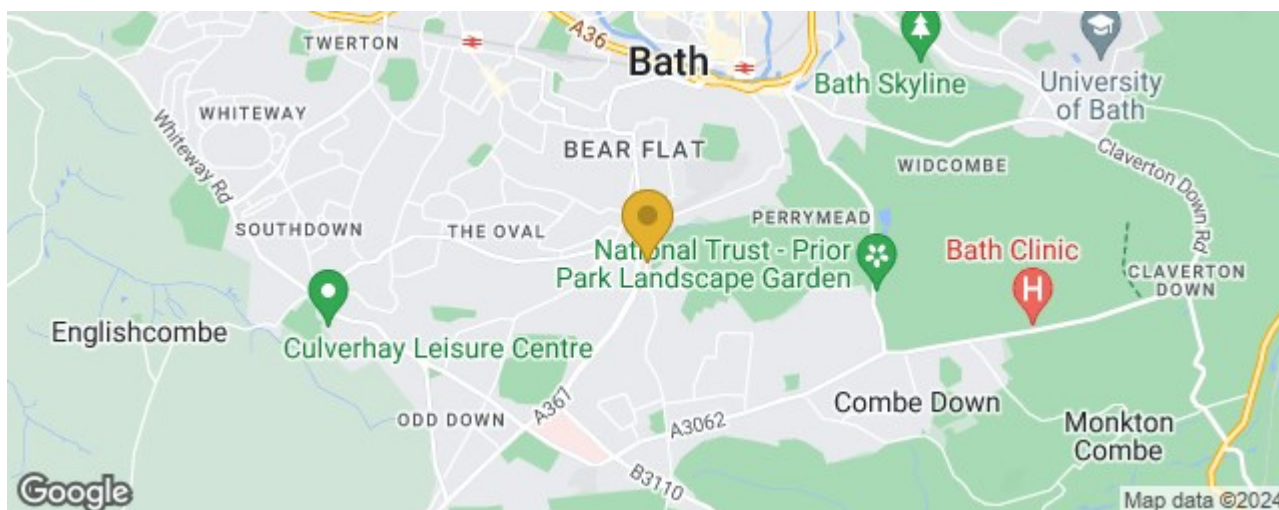 TWERTON
A36
Bath
Bath Skyline
University
of Bath
WHITEWAY
Whiteway Rd
BEAR FLAT
WIDCOMBE
Claverton Down Rd
SOUTHDOWN
THE OVAL
PERRYMEAD
National Trust - Prior
Park Landscape Garden
Bath Clinic
H
CLAVERTON
DOWN
Englishcombe
Culverhay Leisure Centre
ODD DOWN
A367
A3062
Combe Down
Monkton
Combe
B3110
Google
Map data ©2024